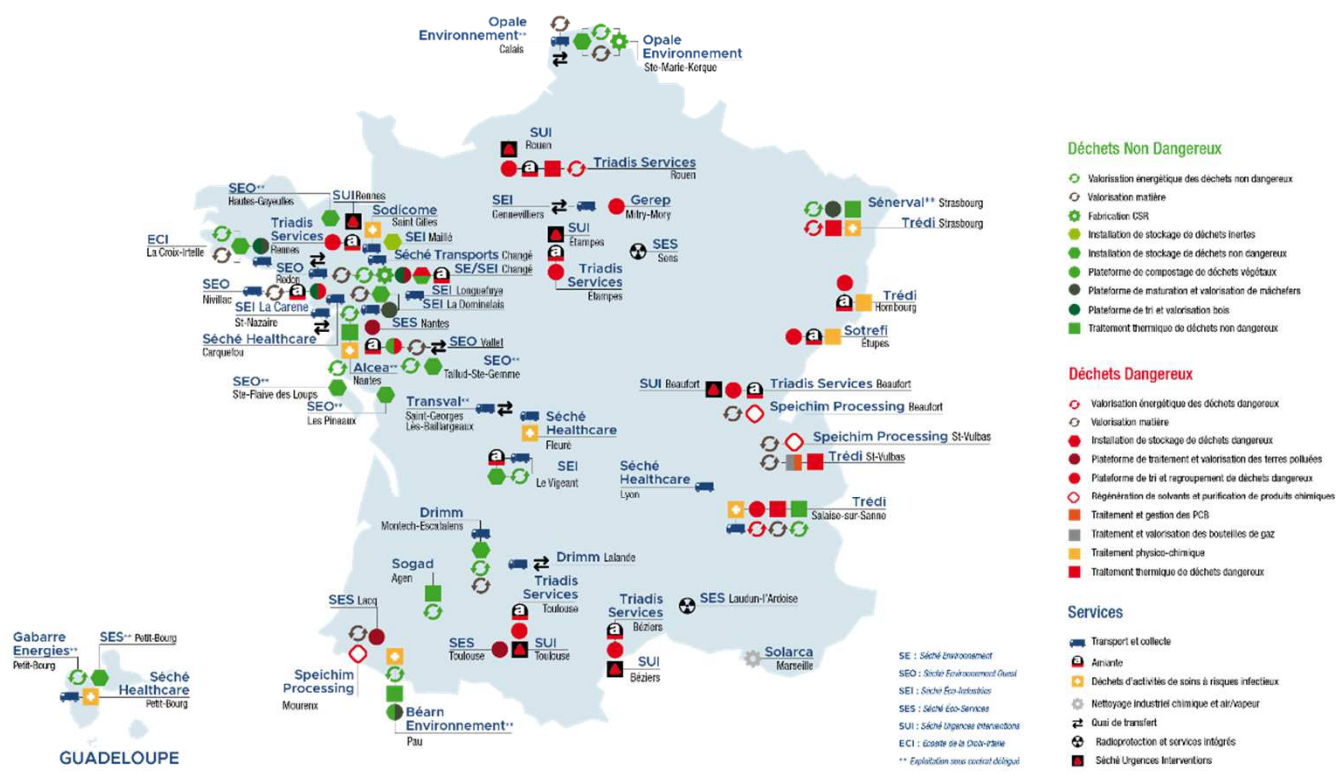 Opale
Environnement**
Calais
Opale
Environnement
Ste-Marie-Kerque
SUI
Rouen
Triadis Services
Rouen
SEO**
Hautes-Gayeulles
SUI Rennes
Sodicome
Saint Gilles
SEI
Gennevilliers
Gerep
Mitry-Mory
Sénerval** Strasbourg
Trédi Strasbourg
ECI
La Croix-Irtelle
Triadis
Services
Rennes
SEI Maillé
SUI
Étampes
SES
Sens
Séché Transports Changé
SEO
Redon
SE/SEI Changé
Triadis
Services
Étampes
SEO
Nivillac
SEI Longuefuye
SEI La Dominelais
Trédi
Hombourg
SEI La Carene
St-Nazaire
SES Nantes
Sotrefi
Étupes
Séché Healthcare
Carquefou
SEO Vallet
Alcea**
Nantes
SEO**
Tallud-Ste-Gemme
SEO**
Ste-Flaive des Loups
SUI Beaufort
Triadis Services Beaufort
SEO**
Les Pineaux
Transval**
Saint-Georges
Lès-Baillargeaux
Speichim Processing Beaufort
Séché
Healthcare
Fleuré
Speichim Processing St-Vulbas
Trédi St-Vulbas
SEI
Le Vigeant
Séché
Healthcare
Lyon
Trédi
Salaise-sur-Sanne
Drimm
Montech-Escatalens
Drimm Lalande
Sogad
Agen
Triadis
Services
Toulouse
SES Lacq
Triadis
Services
Béziers
SES Laudun-l'Ardoise
SES
Toulouse
SUI
Toulouse
SUI
Béziers
Solarca
Marseille
Speichim
Processing
Mourenx
Béarn
Environnement**
Pau
Gabarre
Energies**
Petit-Bourg
SES** Petit-Bourg
Séché
Healthcare
Petit-Bourg
GUADELOUPE
SE : Séché Environnement
SEO : Séché Environnement Ouest
SEI : Séché Éco-Industries
SES : Séché Éco-Services
SUI : Séché Urgences Interventions
ECI : Ecosite de la Croix-Irtelle
** Exploitation sous contrat délégué
Déchets Non Dangereux
Valorisation énergétique des déchets non dangereux
Valorisation matière
Fabrication CSR
Installation de stockage de déchets inertes
Installation de stockage de déchets non dangereux
Plateforme de compostage de déchets végétaux
Plateforme de maturation et valorisation de mâchefers
Plateforme de tri et valorisation bois
Traitement thermique de déchets non dangereux
Déchets Dangereux
Valorisation énergétique des déchets dangereux
Valorisation matière
Installation de stockage de déchets dangereux
Plateforme de traitement et valorisation des terres polluées
Plateforme de tri et regroupement de déchets dangereux
Régénération de solvants et purification de produits chimiques
Traitement et gestion des PCB
Traitement et valorisation des bouteilles de gaz
Traitement physico-chimique
Traitement thermique de déchets dangereux
Services
Transport et collecte
Amiante
Déchets d'activités de soins à risques infectieux
Nettoyage industriel chimique et air/vapeur
Quai de transfert
Radioprotection et services intégrés
Séché Urgences Interventions